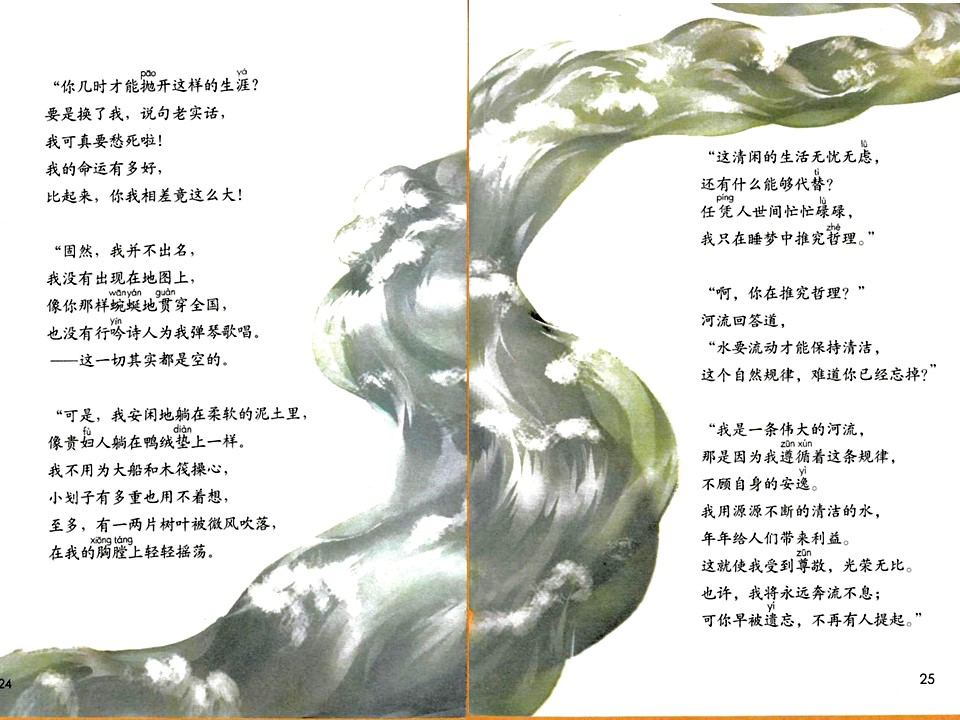 “你几时才能抛开这样的生涯？
要是换了我，说句老实话，
我可真要愁死啦！
我的命运有多好，
比起来，你我相差竟这么大！
“固然，我并不出名，
我没有出现在地图上，
像你那样蜿蜒地贯穿全国，
也没有行吟诗人为我弹琴歌唱。
——这一切其实都是空的。
“可是，我安闲地躺在柔软的泥土里，
像贵妇人躺在鸭绒垫上一样。
我不用为大船和木筏操心，
小划子有多重也用不着想，
至多，有一两片树叶被微风吹落，
在我的胸膛上轻轻摇荡。
24
“这清闲的生活无忧无虑，
还有什么能够代替？
任凭人世间忙忙碌碌，
我只在睡梦中推究哲理。”
“啊，你在推究哲理？”
河流回答道，
“水要流动才能保持清洁，
这个自然规律，难道你已经忘掉？”
“我是一条伟大的河流，
那是因为我遵循着这条规律，
不顾自身的安逸。
我用源源不断的清洁的水，
年年给人们带来利益。
这就使我受到尊敬，光荣无比。
也许，我将永远奔流不息；
可你早被遗忘，不再有人提起。”
25